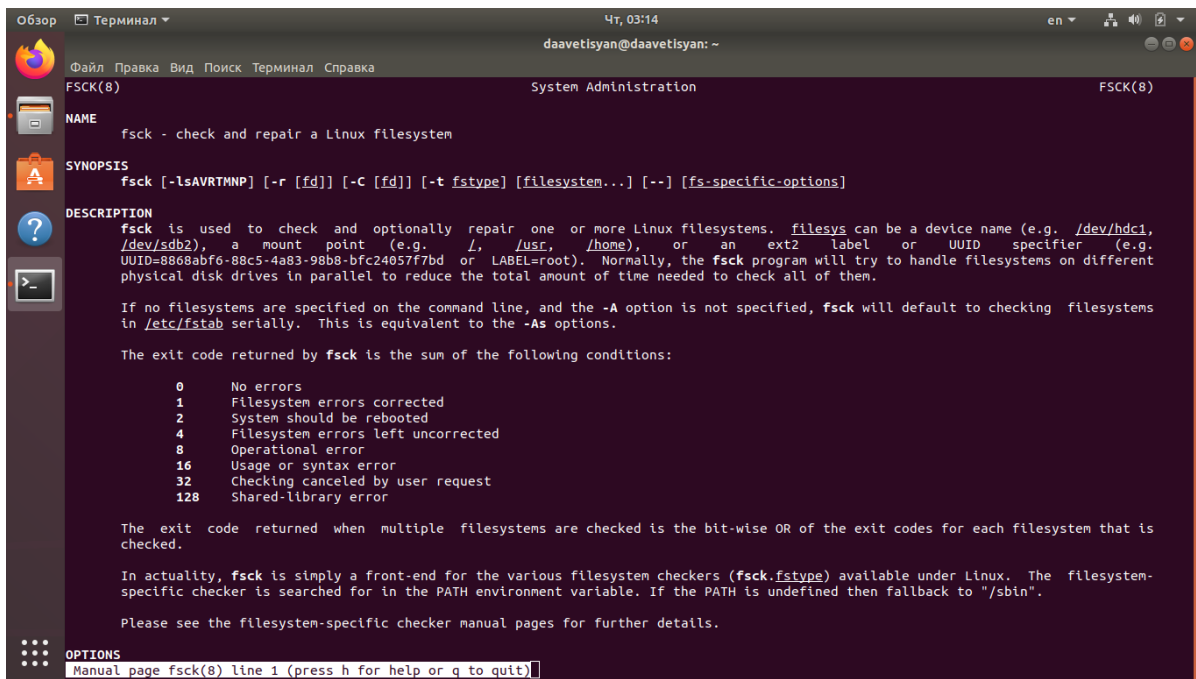 Обзор Терминал Чт, 03:14 en
daavetisyan@daavetisyan: ~
Файл Правка Вид Поиск Терминал Справка
FSCK(8) System Administration FSCK(8)
NAME
fsck - check and repair a Linux filesystem
SYNOPSIS
fsck [-lsAVRTMNP] [-r [fd]] [-C [fd]] [-t fstype] [filesystem...] [--] [fs-specific-options]
DESCRIPTION
fsck is used to check and optionally repair one or more Linux filesystems. filesys can be a device name (e.g. /dev/hdc1,
/dev/sdb2), a mount point (e.g. /, /usr, /home), or an ext2 label or UUID specifier (e.g.
UUID=8868abf6-88c5-4a83-98b8-bfc24057f7bd or LABEL=root). Normally, the fsck program will try to handle filesystems on different
physical disk drives in parallel to reduce the total amount of time needed to check all of them.
If no filesystems are specified on the command line, and the -A option is not specified, fsck will default to checking filesystems
in /etc/fstab serially. This is equivalent to the -As options.
The exit code returned by fsck is the sum of the following conditions:
0 No errors
1 Filesystem errors corrected
2 System should be rebooted
4 Filesystem errors left uncorrected
8 Operational error
16 Usage or syntax error
32 Checking canceled by user request
128 Shared-library error
The exit code returned when multiple filesystems are checked is the bit-wise OR of the exit codes for each filesystem that is
checked.
In actuality, fsck is simply a front-end for the various filesystem checkers (fsck.fstype) available under Linux. The filesystem-
specific checker is searched for in the PATH environment variable. If the PATH is undefined then fallback to "/sbin".
Please see the filesystem-specific checker manual pages for further details.
OPTIONS
Manual page fsck(8) line 1 (press h for help or q to quit)